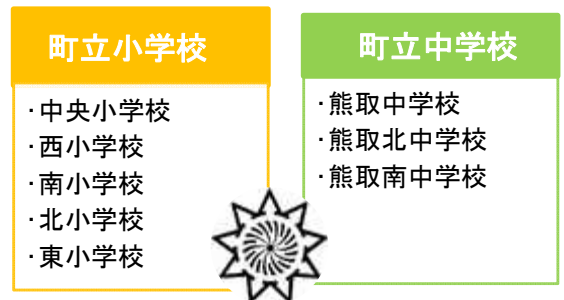 町立小学校
・中央小学校
・西小学校
・南小学校
・北小学校
・東小学校
町立中学校
・熊取中学校
・熊取北中学校
・熊取南中学校